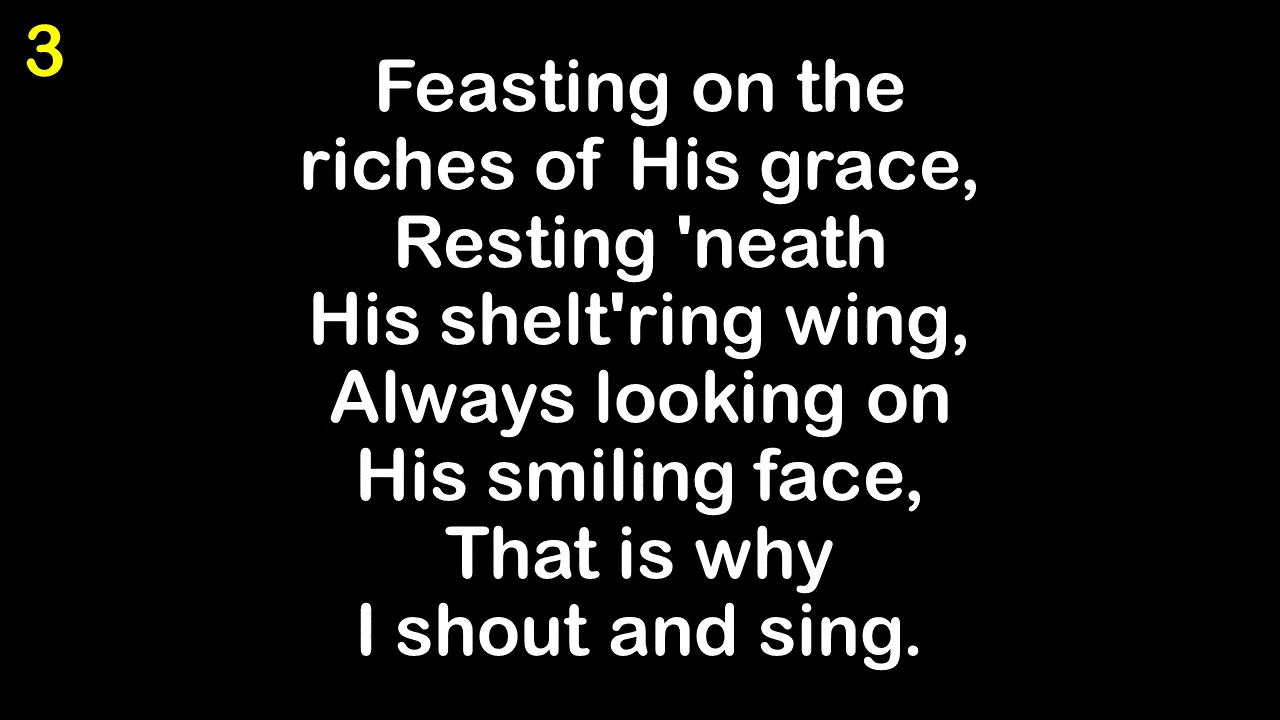 3
Feasting on the
riches of His grace,
Resting 'neath
His shelt'ring wing,
Always looking on
His smiling face,
That is why
I shout and sing.